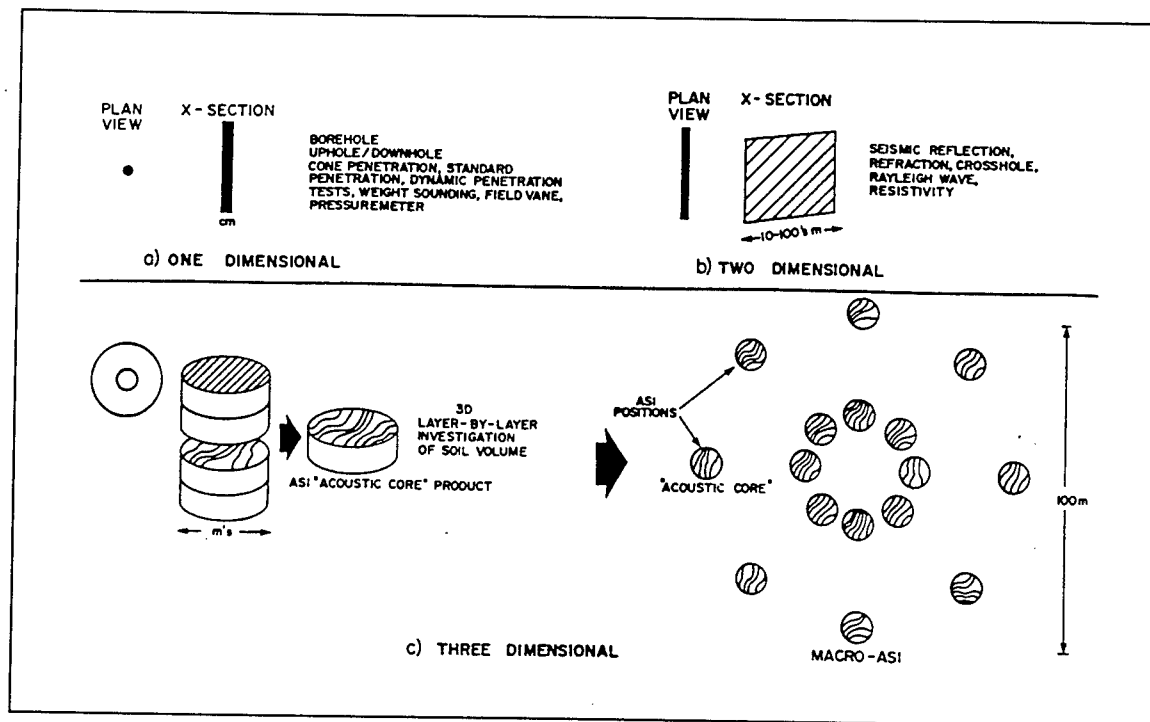 PLAN
VIEW
X - SECTION
BOREHOLE
UPHOLE/DOWNHOLE
CONE PENETRATION, STANDARD
PENETRATION, DYNAMIC PENETRATION
TESTS, WEIGHT SOUNDING, FIELD VANE,
PRESSUREMETER
cm
a) ONE DIMENSIONAL
PLAN
VIEW
X - SECTION
SEISMIC REFLECTION,
REFRACTION, CROSSHOLE,
RAYLEIGH WAVE,
RESISTIVITY
10-100's m
b) TWO DIMENSIONAL
3D
LAYER-BY-LAYER
INVESTIGATION
OF SOIL VOLUME
ASI "ACOUSTIC CORE" PRODUCT
m's
ASI
POSITIONS
"ACOUSTIC CORE"
100m
MACRO-ASI
c) THREE DIMENSIONAL